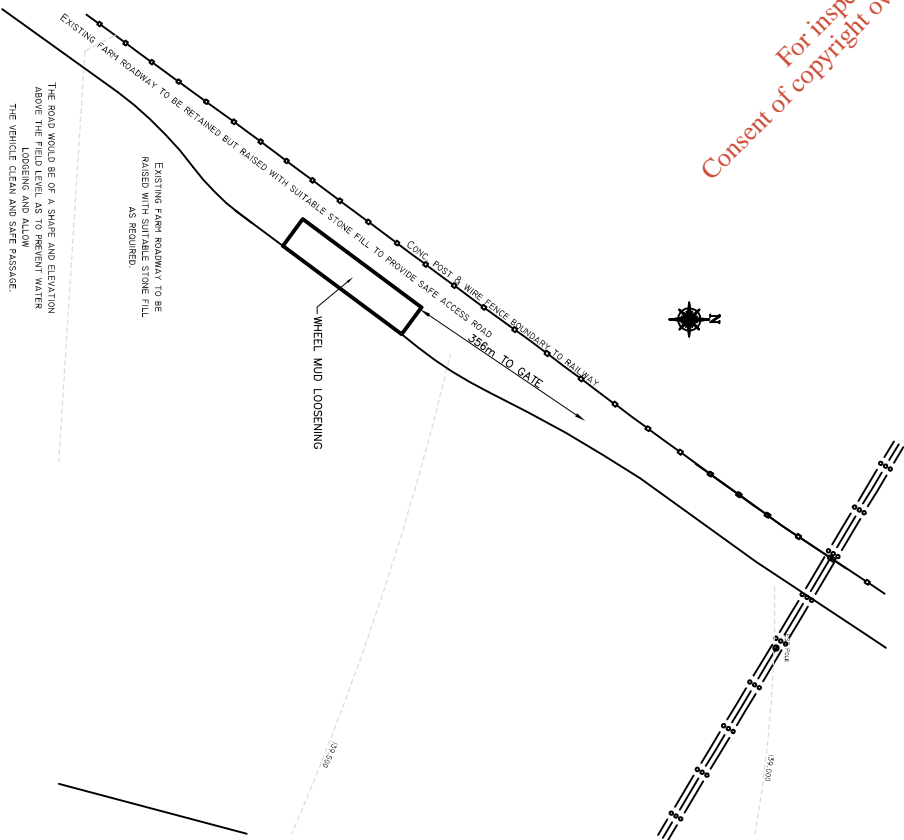 For inspe
Consent of copyright ow
EXISTING FARM ROADWAY TO BE RETAINED BUT RAISED WITH SUITABLE STONE FILL TO PROVIDE SAFE ACCESS ROAD
CONC. POST & WIRE FENCE BOUNDARY TO RAILWAY
356m TO GATE
N
EXISTING FARM ROADWAY TO BE
RAISED WITH SUITABLE STONE FILL
AS REQUIRED.
THE ROAD WOULD BE OF A SHAPE AND ELEVATION
ABOVE THE FIELD LEVEL AS TO PREVENT WATER
LODGEING AND ALLOW
THE VEHICLE CLEAN AND SAFE PASSAGE.
WHEEL MUD LOOSENING
POLE
139.500
139.000